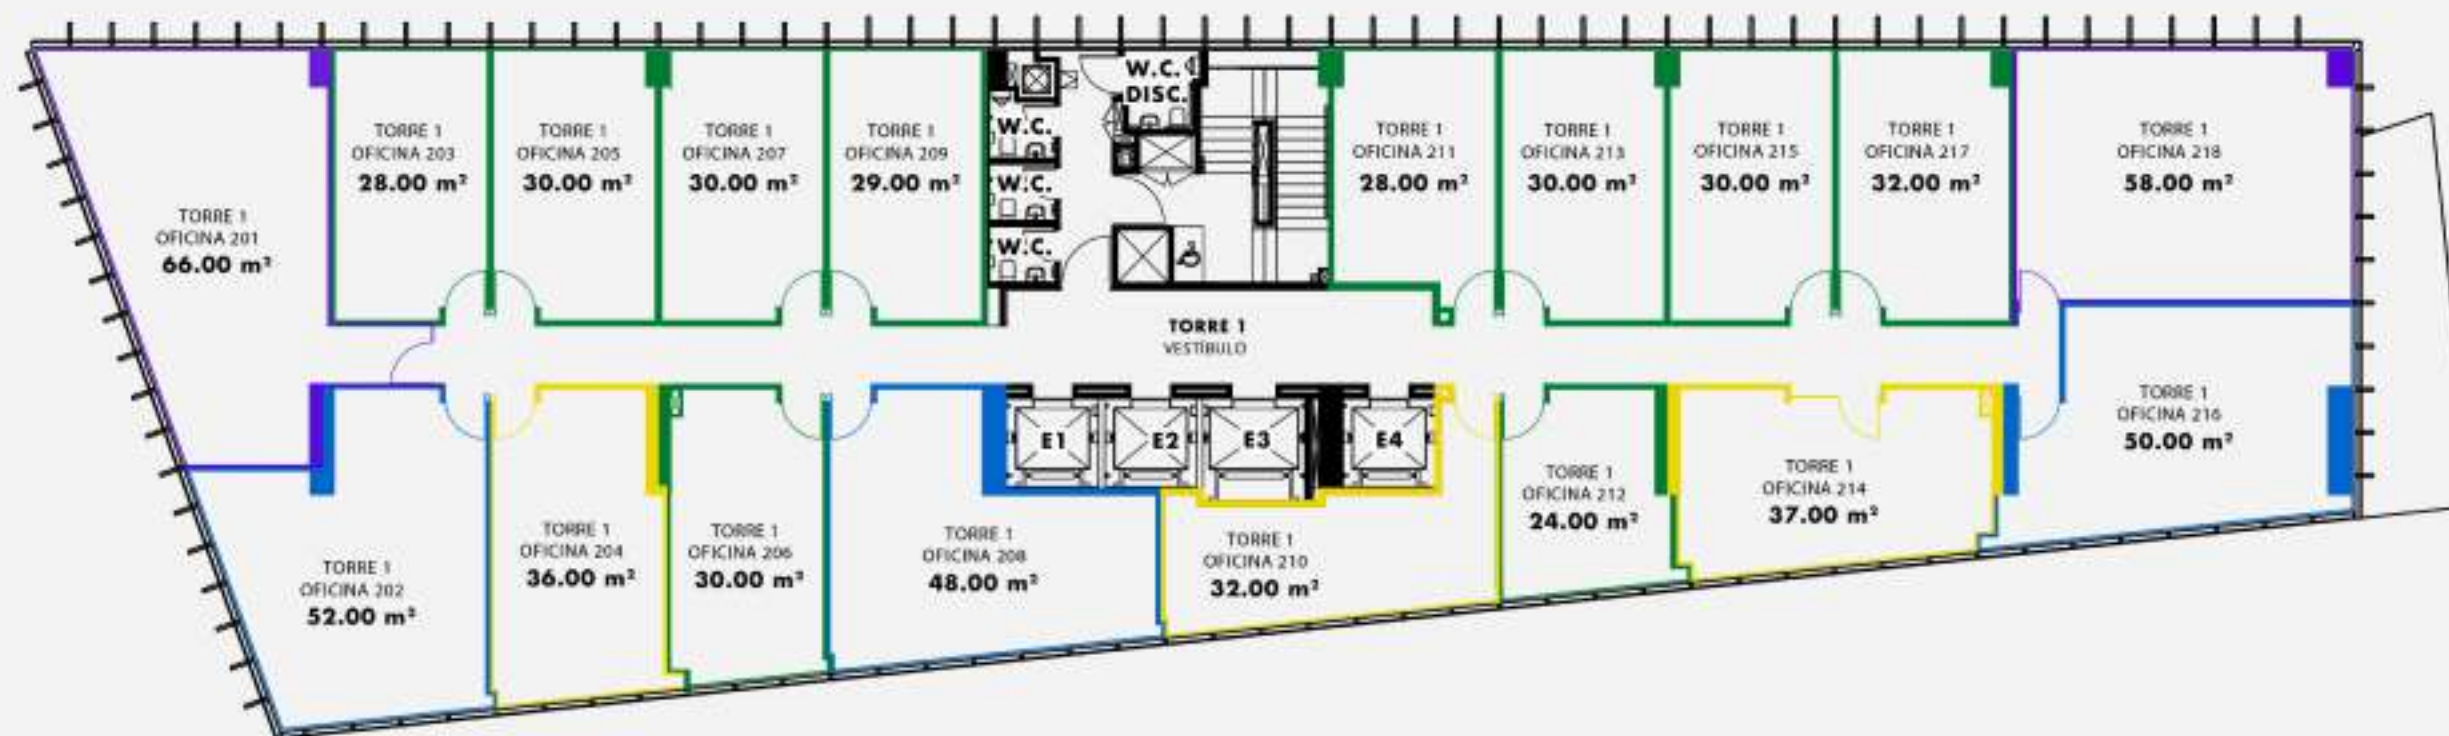 W.C.
DISC.
W.C.
W.C.
W.C.
TORRE 1
OFICINA 201
66.00 m²
TORRE 1
OFICINA 203
28.00 m²
TORRE 1
OFICINA 205
30.00 m²
TORRE 1
OFICINA 207
30.00 m²
TORRE 1
OFICINA 209
29.00 m²
TORRE 1
OFICINA 211
28.00 m²
TORRE 1
OFICINA 213
30.00 m²
TORRE 1
OFICINA 215
30.00 m²
TORRE 1
OFICINA 217
32.00 m²
TORRE 1
OFICINA 218
58.00 m²
TORRE 1
VESTÍBULO
E1
E2
E3
E4
TORRE 1
OFICINA 202
52.00 m²
TORRE 1
OFICINA 204
36.00 m²
TORRE 1
OFICINA 206
30.00 m²
TORRE 1
OFICINA 208
48.00 m²
TORRE 1
OFICINA 210
32.00 m²
TORRE 1
OFICINA 212
24.00 m²
TORRE 1
OFICINA 214
37.00 m²
TORRE 1
OFICINA 216
50.00 m²